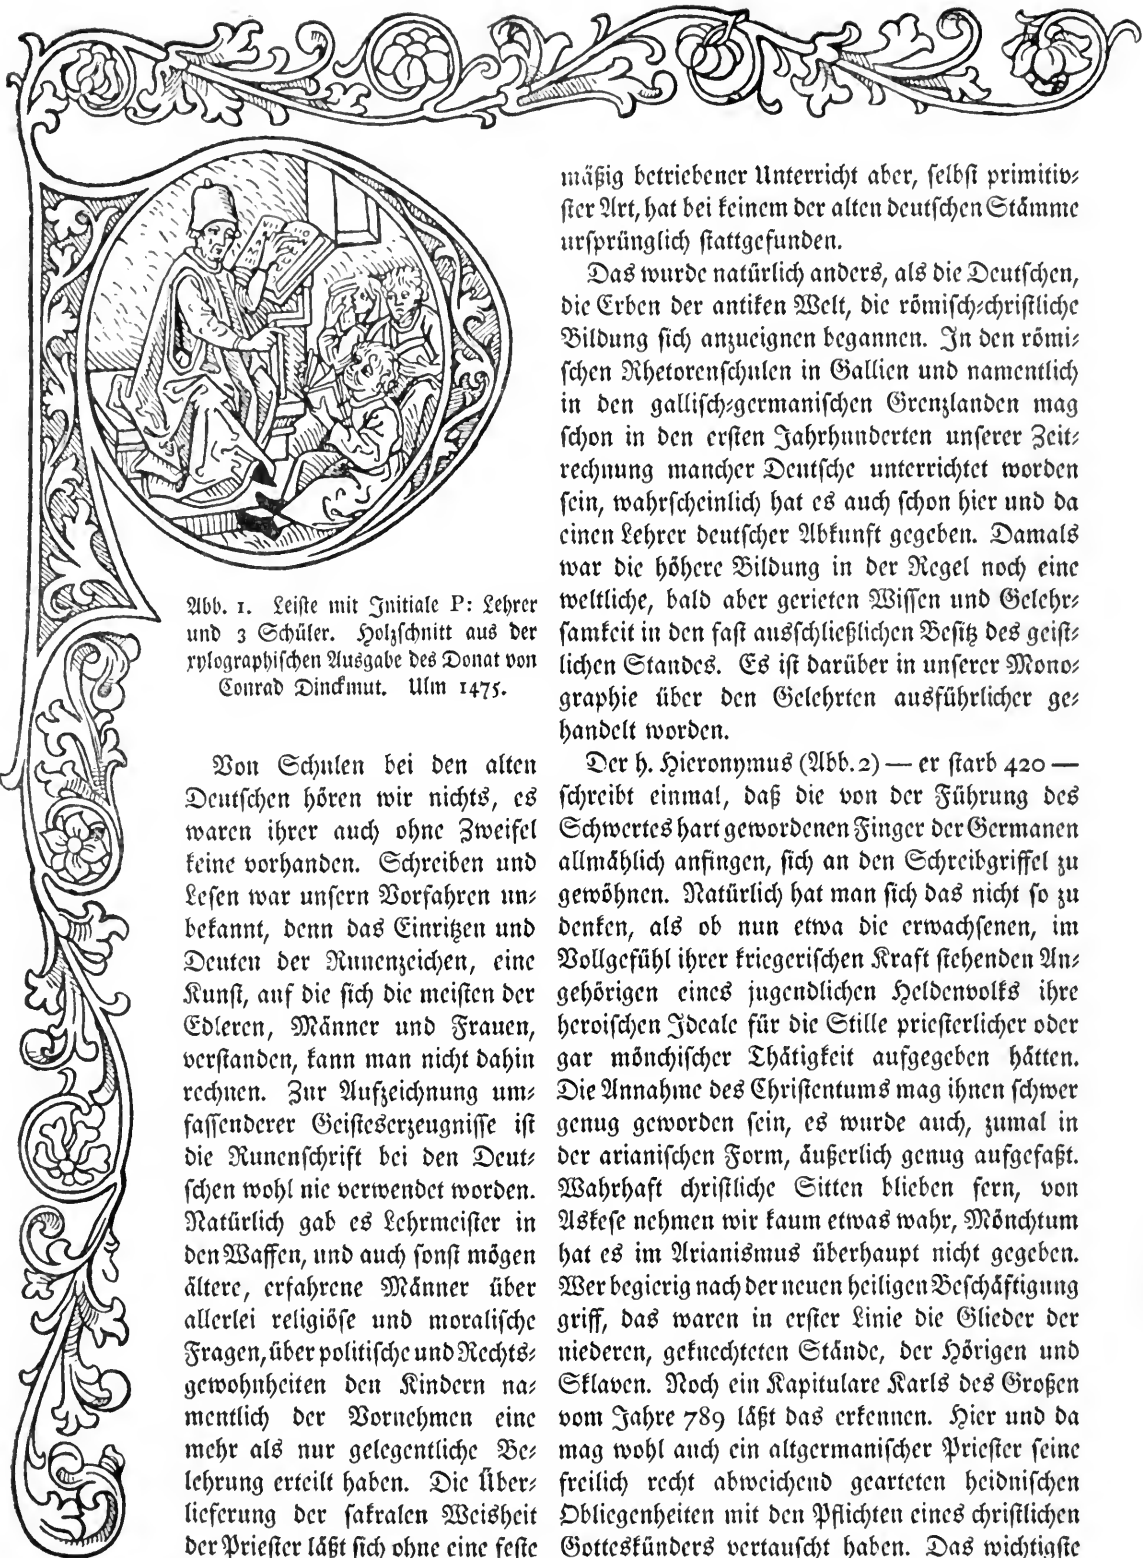 Abb. 1. Leiste mit Initiale P: Lehrer
und 3 Schüler. Holzschnitt aus der
xylographischen Ausgabe des Donat von
Conrad Dinckmut. Ulm 1475.
Von Schulen bei den alten
Deutschen hören wir nichts, es
waren ihrer auch ohne Zweifel
keine vorhanden. Schreiben und
Lesen war unsern Vorfahren un-
bekannt, denn das Einritzen und
Deuten der Runenzeichen, eine
Kunst, auf die sich die meisten der
Edleren, Männer und Frauen,
verstanden, kann man nicht dahin
rechnen. Zur Aufzeichnung um-
fassenderer Geisteserzeugnisse ist
die Runenschrift bei den Deut-
schen wohl nie verwendet worden.
Natürlich gab es Lehrmeister in
den Waffen, und auch sonst mögen
ältere, erfahrene Männer über
allerlei religiöse und moralische
Fragen, über politische und Rechts-
gewohnheiten den Kindern na-
mentlich der Vornehmen eine
mehr als nur gelegentliche Be-
lehrung erteilt haben. Die Über-
lieferung der sakralen Weisheit
der Priester läßt sich ohne eine feste
mäßig betriebener Unterricht aber, selbst primitiv-
ster Art, hat bei keinem der alten deutschen Stämme
ursprünglich stattgefunden.
Das wurde natürlich anders, als die Deutschen,
die Erben der antiken Welt, die römisch-christliche
Bildung sich anzueignen begannen. In den römi-
schen Rhetorenschulen in Gallien und namentlich
in den gallisch-germanischen Grenzlanden mag
schon in den ersten Jahrhunderten unserer Zeit-
rechnung mancher Deutsche unterrichtet worden
sein, wahrscheinlich hat es auch schon hier und da
einen Lehrer deutscher Abkunft gegeben. Damals
war die höhere Bildung in der Regel noch eine
weltliche, bald aber gerieten Wissen und Gelehr-
samkeit in den fast ausschließlichen Besitz des geist-
lichen Standes. Es ist darüber in unserer Mono-
graphie über den Gelehrten ausführlicher ge-
handelt worden.
Der h. Hieronymus (Abb. 2) — er starb 420 —
schreibt einmal, daß die von der Führung des
Schwertes hart gewordenen Finger der Germanen
allmählich anfingen, sich an den Schreibgriffel zu
gewöhnen. Natürlich hat man sich das nicht so zu
denken, als ob nun etwa die erwachsenen, im
Vollgefühl ihrer kriegerischen Kraft stehenden An-
gehörigen eines jugendlichen Heldenvolks ihre
heroischen Ideale für die Stille priesterlicher oder
gar mönchischer Thätigkeit aufgegeben hätten.
Die Annahme des Christentums mag ihnen schwer
genug geworden sein, es wurde auch, zumal in
der arianischen Form, äußerlich genug aufgefaßt.
Wahrhaft christliche Sitten blieben fern, von
Askese nehmen wir kaum etwas wahr, Mönchtum
hat es im Arianismus überhaupt nicht gegeben.
Wer begierig nach der neuen heiligen Beschäftigung
griff, das waren in erster Linie die Glieder der
niederen, geknechteten Stände, der Hörigen und
Sklaven. Noch ein Kapitulare Karls des Großen
vom Jahre 789 läßt das erkennen. Hier und da
mag wohl auch ein altgermanischer Priester seine
freilich recht abweichend gearteten heidnischen
Obliegenheiten mit den Pflichten eines christlichen
Gotteskünders vertauscht haben. Das wichtigste